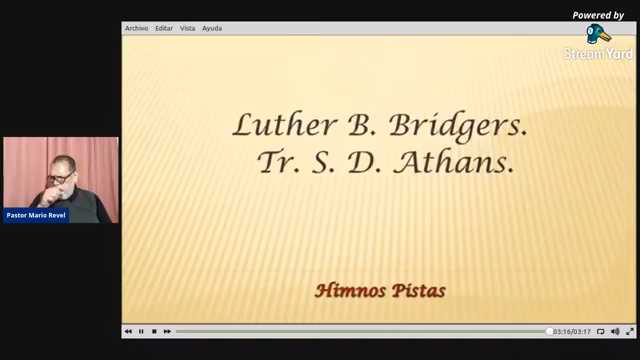 Powered by
StreamYard
Archivo Editar Vista Ayuda
Luther B. Bridgers.
Tr. S. D. Athans.
Pastor Mario Revel
Himnos Pistas
03:16/03:17